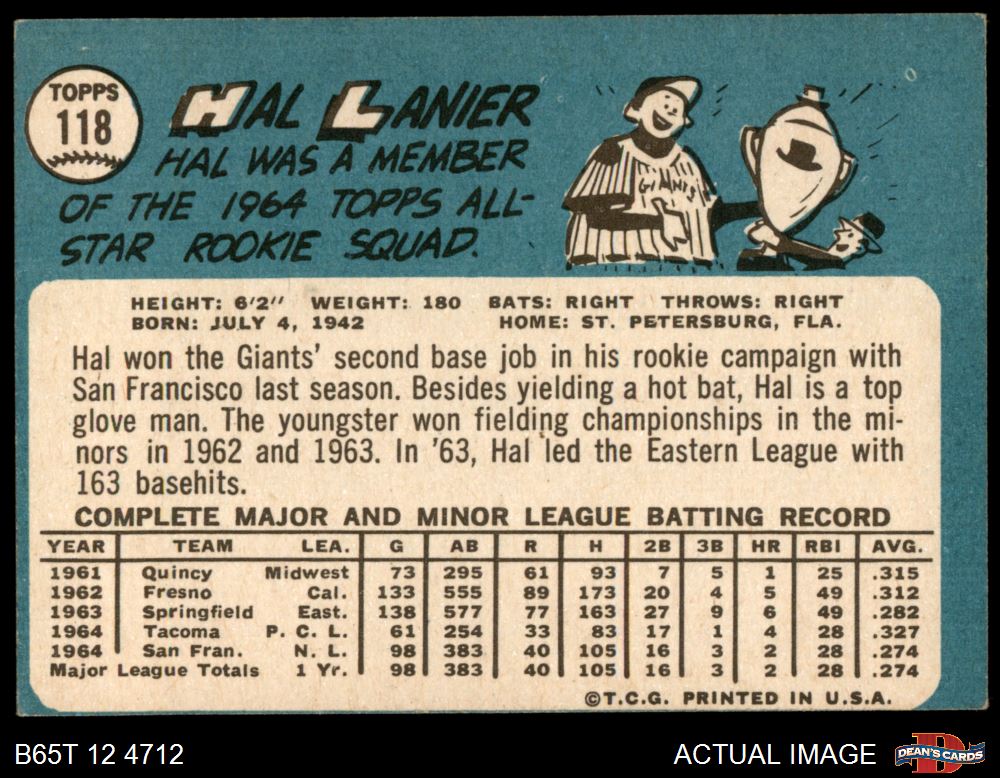 TOPPS
118
HAL LANIER
HAL WAS A MEMBER
OF THE 1964 TOPPS ALL-
STAR ROOKIE SQUAD.
GIANTS
HEIGHT: 6'2" WEIGHT: 180 BATS: RIGHT THROWS: RIGHT
BORN: JULY 4, 1942 HOME: ST. PETERSBURG, FLA.
Hal won the Giants' second base job in his rookie campaign with
San Francisco last season. Besides yielding a hot bat, Hal is a top
glove man. The youngster won fielding championships in the mi-
nors in 1962 and 1963. In '63, Hal led the Eastern League with
163 basehits.
COMPLETE MAJOR AND MINOR LEAGUE BATTING RECORD
YEAR TEAM LEA. G AB R H 2B 3B HR RBI AVG.
1961 Quincy Midwest 73 295 61 93 7 5 1 25 .315
1962 Fresno Cal. 133 555 89 173 20 4 5 49 .312
1963 Springfield East. 138 577 77 163 27 9 6 49 .282
1964 Tacoma P. C. L. 61 254 33 83 17 1 4 28 .327
1964 San Fran. N. L. 98 383 40 105 16 3 2 28 .274
Major League Totals 1 Yr. 98 383 40 105 16 3 2 28 .274
©T.C.G. PRINTED IN U.S.A.
B65T 12 4712 ACTUAL IMAGE
DEAN'S CARDS